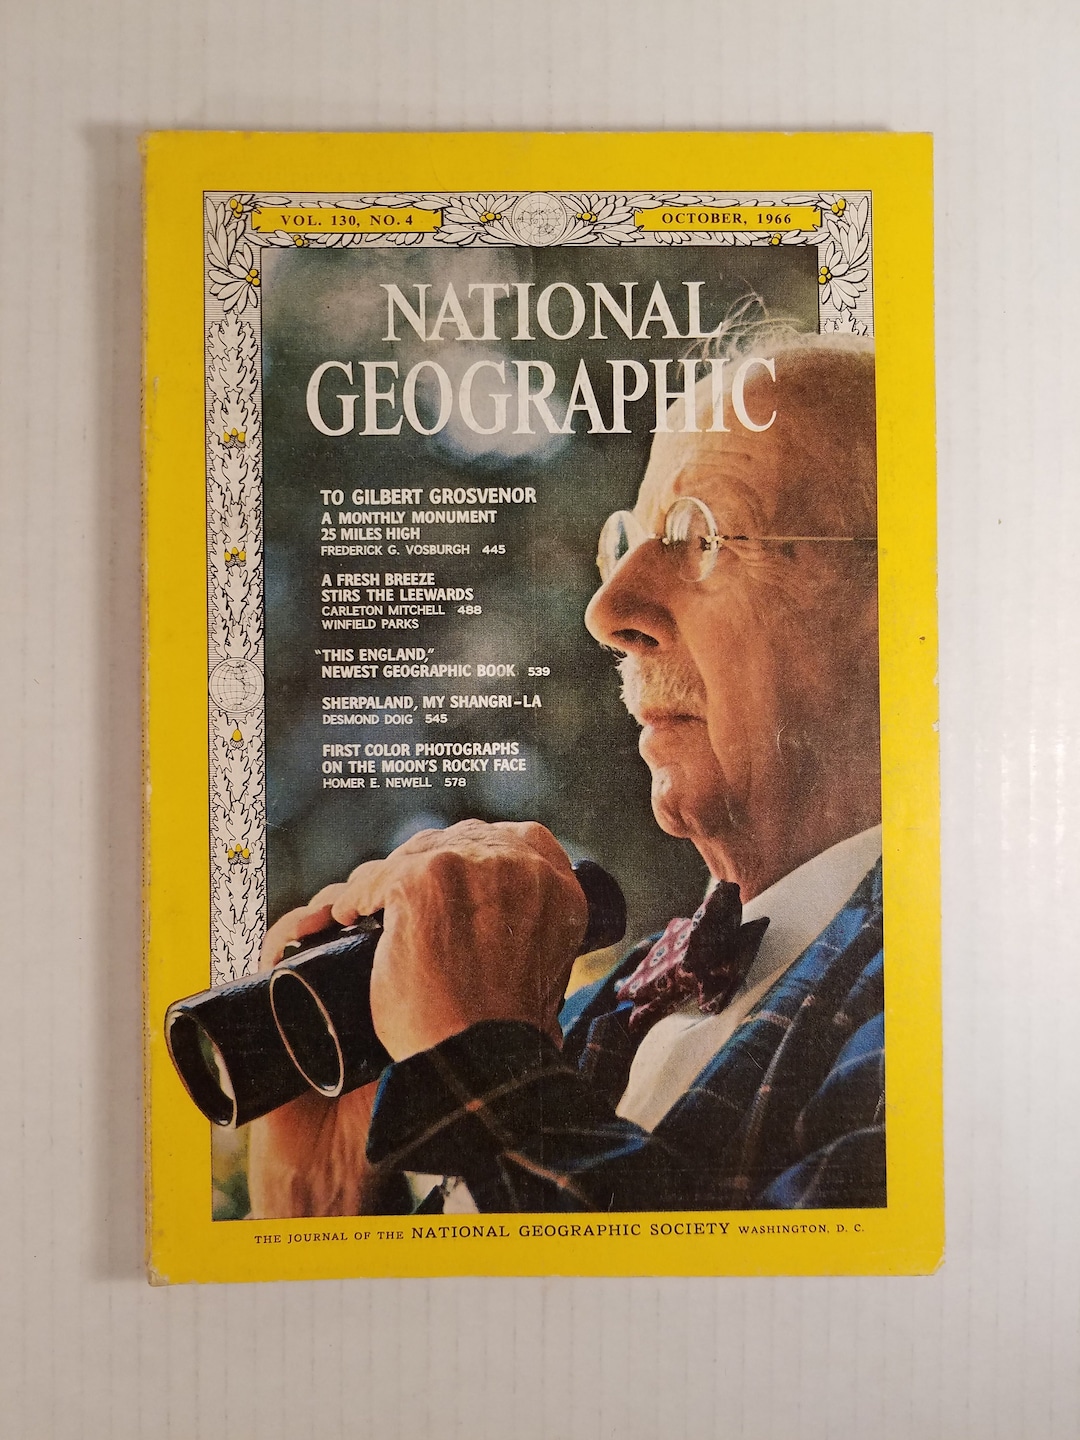 VOL. 130, NO. 4
OCTOBER, 1966
NATIONAL
GEOGRAPHIC
TO GILBERT GROSVENOR
A MONTHLY MONUMENT
25 MILES HIGH
FREDERICK G. VOSBURGH 445
A FRESH BREEZE
STIRS THE LEEWARDS
CARLETON MITCHELL 488
WINFIELD PARKS
"THIS ENGLAND,"
NEWEST GEOGRAPHIC BOOK 539
SHERPALAND, MY SHANGRI-LA
DESMOND DOIG 545
FIRST COLOR PHOTOGRAPHS
ON THE MOON'S ROCKY FACE
HOMER E. NEWELL 578
THE JOURNAL OF THE NATIONAL GEOGRAPHIC SOCIETY WASHINGTON, D. C.